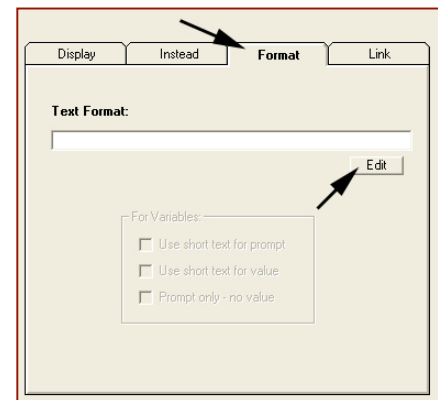 Display Instead Format Link
Text Format:
Edit
For Variables:
Use short text for prompt
Use short text for value
Prompt only - no value